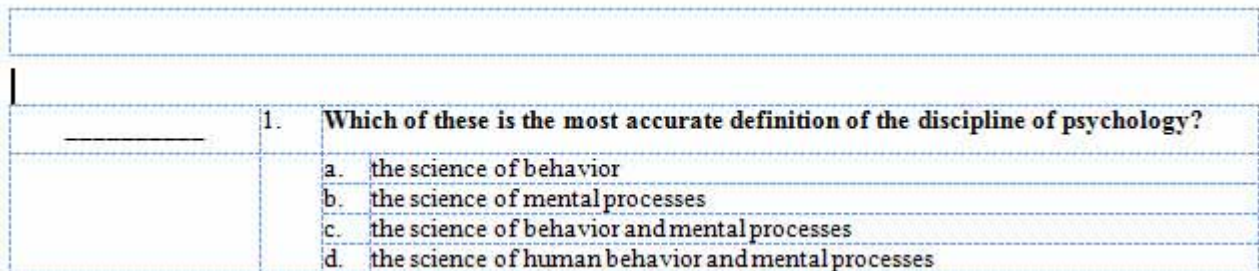 __________ 1. Which of these is the most accurate definition of the discipline of psychology?
a. the science of behavior
b. the science of mental processes
c. the science of behavior and mental processes
d. the science of human behavior and mental processes